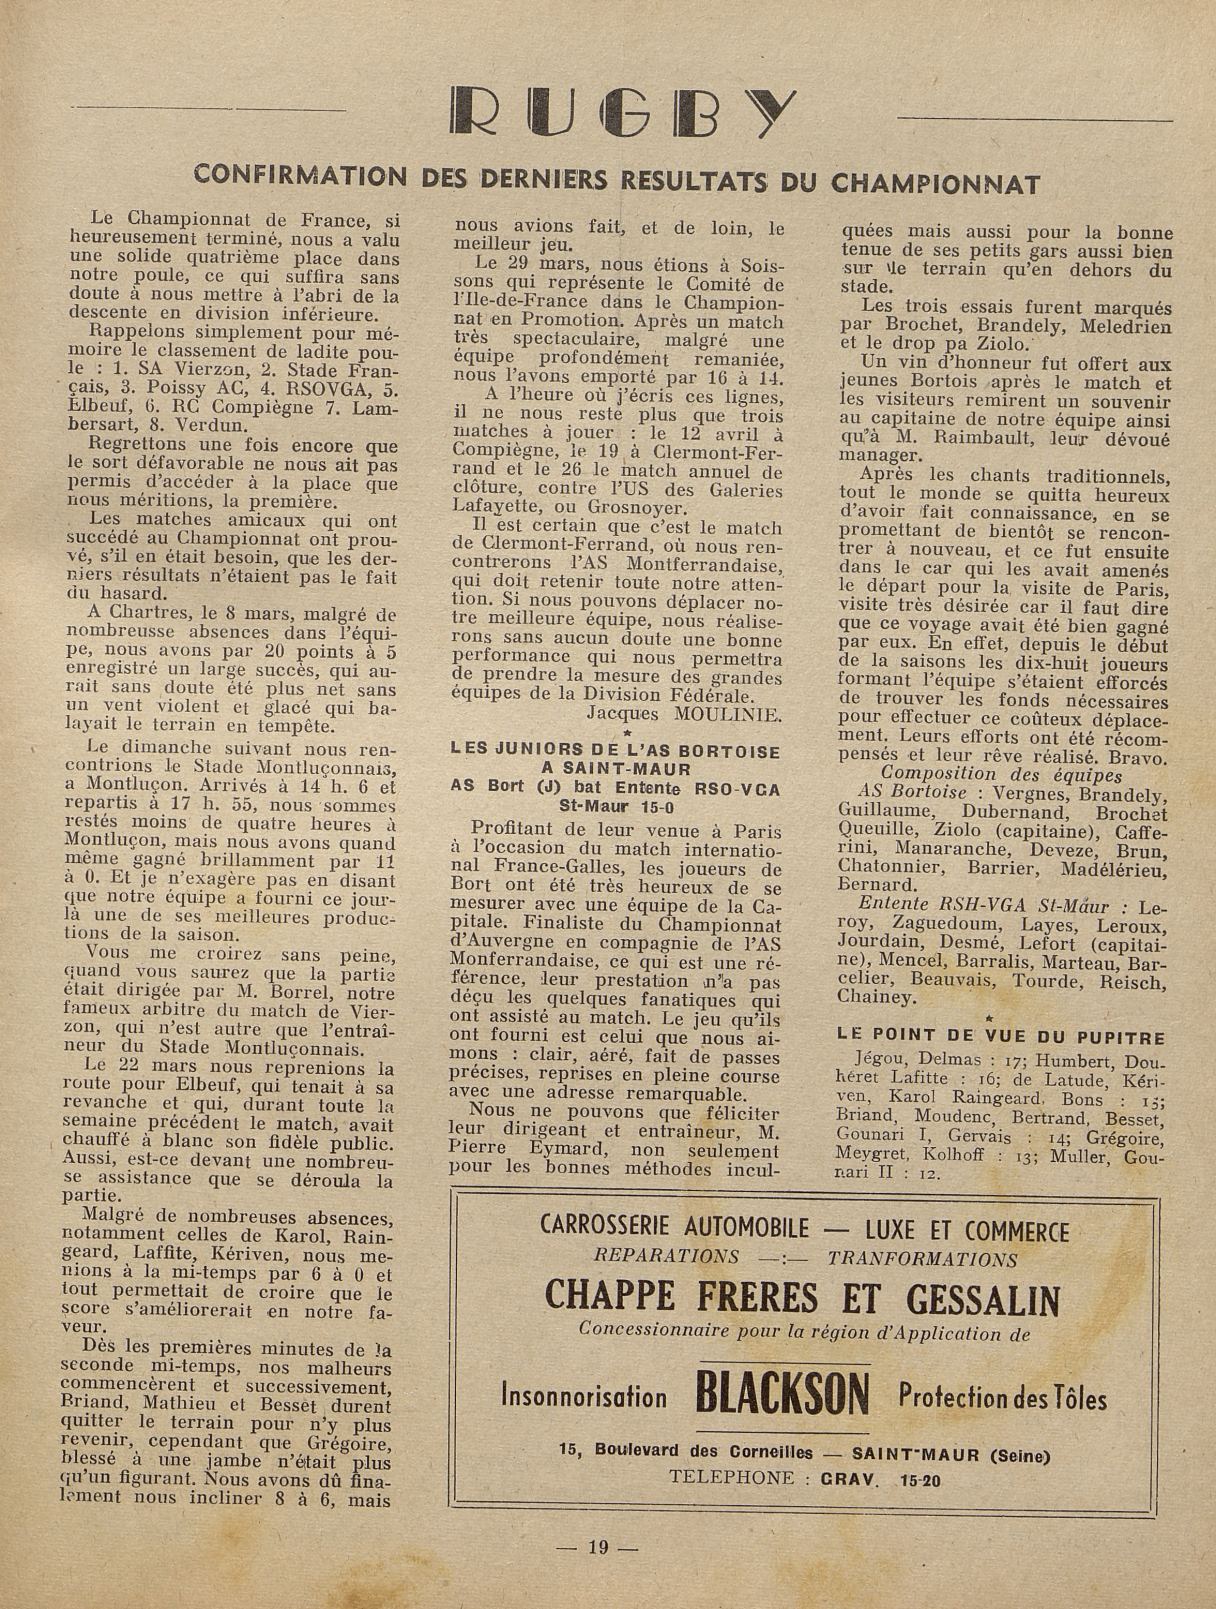 RUGBY
CONFIRMATION DES DERNIERS RESULTATS DU CHAMPIONNAT
Le Championnat de France, si
heureusement terminé, nous a valu
une solide quatrième place dans
notre poule, ce qui suffira sans
doute à nous mettre à l'abri de la
descente en division inférieure.
Rappelons simplement pour mé-
moire le classement de ladite pou-
le : 1. SA Vierzon, 2. Stade Fran-
çais, 3. Poissy AC, 4. RSOVGA, 5.
Elbeuf, 6. RC Compiègne 7. Lam-
bersart, 8. Verdun.
Regrettons une fois encore que
le sort défavorable ne nous ait pas
permis d'accéder à la place que
nous méritions, la première.
Les matches amicaux qui ont
succédé au Championnat ont prou-
vé, s'il en était besoin, que les der-
niers résultats n'étaient pas le fait
du hasard.
A Chartres, le 8 mars, malgré de
nombreusse absences dans l'équi-
pe, nous avons par 20 points à 5
enregistré un large succès, qui au-
rait sans doute été plus net sans
un vent violent et glacé qui ba-
layait le terrain en tempête.
Le dimanche suivant nous ren-
contrions le Stade Montluçonnais,
a Montluçon. Arrivés à 14 h. 6 et
repartis à 17 h. 55, nous sommes
restés moins de quatre heures à
Montluçon, mais nous avons quand
même gagné brillamment par 11
à 0. Et je n'exagère pas en disant
que notre équipe a fourni ce jour-
là une de ses meilleures produc-
tions de la saison.
Vous me croirez sans peine,
quand vous saurez que la partie
était dirigée par M. Borrel, notre
fameux arbitre du match de Vier-
zon, qui n'est autre que l'entraî-
neur du Stade Montluçonnais.
Le 22 mars nous reprenions la
route pour Elbeuf, qui tenait à sa
revanche et qui, durant toute la
semaine précédent le match, avait
chauffé à blanc son fidèle public.
Aussi, est-ce devant une nombreu-
se assistance que se déroula la
partie.
Malgré de nombreuses absences,
notamment celles de Karol, Rain-
geard, Laffite, Kériven, nous me-
nions à la mi-temps par 6 à 0 et
tout permettait de croire que le
score s'améliorerait en notre fa-
veur.
Dès les premières minutes de la
seconde mi-temps, nos malheurs
commencèrent et successivement,
Briand, Mathieu et Besset durent
quitter le terrain pour n'y plus
revenir, cependant que Grégoire,
blessé à une jambe n'était plus
qu'un figurant. Nous avons dû fina-
lement nous incliner 8 à 6, mais
nous avions fait, et de loin, le
meilleur jeu.
Le 29 mars, nous étions à Sois-
sons qui représente le Comité de
l'Ile-de-France dans le Champion-
nat en Promotion. Après un match
très spectaculaire, malgré une
équipe profondément remaniée,
nous l'avons emporté par 16 à 14.
A l'heure où j'écris ces lignes,
il ne nous reste plus que trois
matches à jouer : le 12 avril à
Compiègne, le 19 à Clermont-Fer-
rand et le 26 le match annuel de
clôture, contre l'US des Galeries
Lafayette, ou Grosnoyer.
Il est certain que c'est le match
de Clermont-Ferrand, où nous ren-
contrerons l'AS Montferrandaise,
qui doit retenir toute notre atten-
tion. Si nous pouvons déplacer no-
tre meilleure équipe, nous réalise-
rons sans aucun doute une bonne
performance qui nous permettra
de prendre la mesure des grandes
équipes de la Division Fédérale.
Jacques MOULINIE.
*
LES JUNIORS DE L'AS BORTOISE
A SAINT-MAUR
AS Bort (J) bat Entente RSO-VGA
St-Maur 15-0
Profitant de leur venue à Paris
à l'occasion du match internatio-
nal France-Galles, les joueurs de
Bort ont été très heureux de se
mesurer avec une équipe de la Ca-
pitale. Finaliste du Championnat
d'Auvergne en compagnie de l'AS
Monferrandaise, ce qui est une ré-
férence, leur prestation n'a pas
déçu les quelques fanatiques qui
ont assisté au match. Le jeu qu'ils
ont fourni est celui que nous ai-
mons : clair, aéré, fait de passes
précises, reprises en pleine course
avec une adresse remarquable.
Nous ne pouvons que féliciter
leur dirigeant et entraîneur, M.
Pierre Eymard, non seulement
pour les bonnes méthodes incul-
quées mais aussi pour la bonne
tenue de ses petits gars aussi bien
sur le terrain qu'en dehors du
stade.
Les trois essais furent marqués
par Brochet, Brandely, Meledrien
et le drop pa Ziolo.
Un vin d'honneur fut offert aux
jeunes Bortois après le match et
les visiteurs remirent un souvenir
au capitaine de notre équipe ainsi
qu'à M. Raimbault, leur dévoué
manager.
Après les chants traditionnels,
tout le monde se quitta heureux
d'avoir fait connaissance, en se
promettant de bientôt se rencon-
trer à nouveau, et ce fut ensuite
dans le car qui les avait amenés
le départ pour la visite de Paris,
visite très désirée car il faut dire
que ce voyage avait été bien gagné
par eux. En effet, depuis le début
de la saisons les dix-huit joueurs
formant l'équipe s'étaient efforcés
de trouver les fonds nécessaires
pour effectuer ce coûteux déplace-
ment. Leurs efforts ont été récom-
pensés et leur rêve réalisé. Bravo.
Composition des équipes
AS Bortoise : Vergnes, Brandely,
Guillaume, Dubernand, Brochet
Queuille, Ziolo (capitaine), Caffe-
rini, Manaranche, Deveze, Brun,
Chatonnier, Barrier, Madélérieu,
Bernard.
Entente RSH-VGA St-Maur : Le-
roy, Zaguedoum, Layes, Leroux,
Jourdain, Desmé, Lefort (capitai-
ne), Mencel, Barralis, Marteau, Bar-
celier, Beauvais, Tourde, Reisch,
Chainey.
*
LE POINT DE VUE DU PUPITRE
Jégou, Delmas : 17; Humbert, Dou-
héret Lafitte : 16; de Latude, Kéri-
ven, Karol Raingeard, Bons : 15;
Briand, Moudenc, Bertrand, Besset,
Gounari I, Gervais : 14; Grégoire,
Meygret, Kolhoff : 13; Muller, Gou-
nari II : 12.
CARROSSERIE AUTOMOBILE — LUXE ET COMMERCE
REPARATIONS —:— TRANFORMATIONS
CHAPPE FRERES ET GESSALIN
Concessionnaire pour la région d'Application de
Insonnorisation BLACKSON Protection des Tôles
15, Boulevard des Corneilles — SAINT-MAUR (Seine)
TELEPHONE : GRAV. 15-20
— 19 —